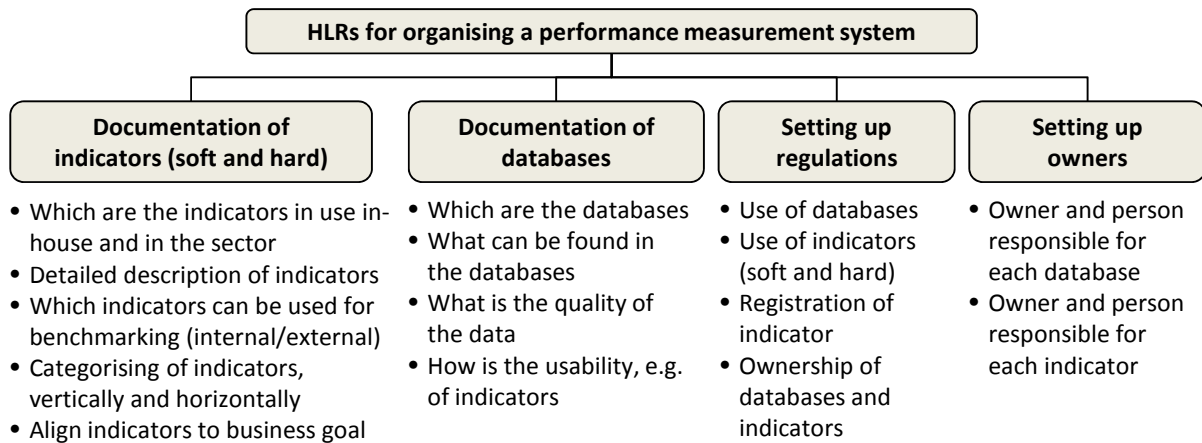 HLRs for organising a performance measurement system
Documentation of
indicators (soft and hard)
• Which are the indicators in use in-
house and in the sector
• Detailed description of indicators
• Which indicators can be used for
benchmarking (internal/external)
• Categorising of indicators,
vertically and horizontally
• Align indicators to business goal
Documentation of
databases
• Which are the databases
• What can be found in
the databases
• What is the quality of
the data
• How is the usability, e.g.
of indicators
Setting up
regulations
• Use of databases
• Use of indicators
(soft and hard)
• Registration of
indicator
• Ownership of
databases and
indicators
Setting up
owners
• Owner and person
responsible for
each database
• Owner and person
responsible for
each indicator